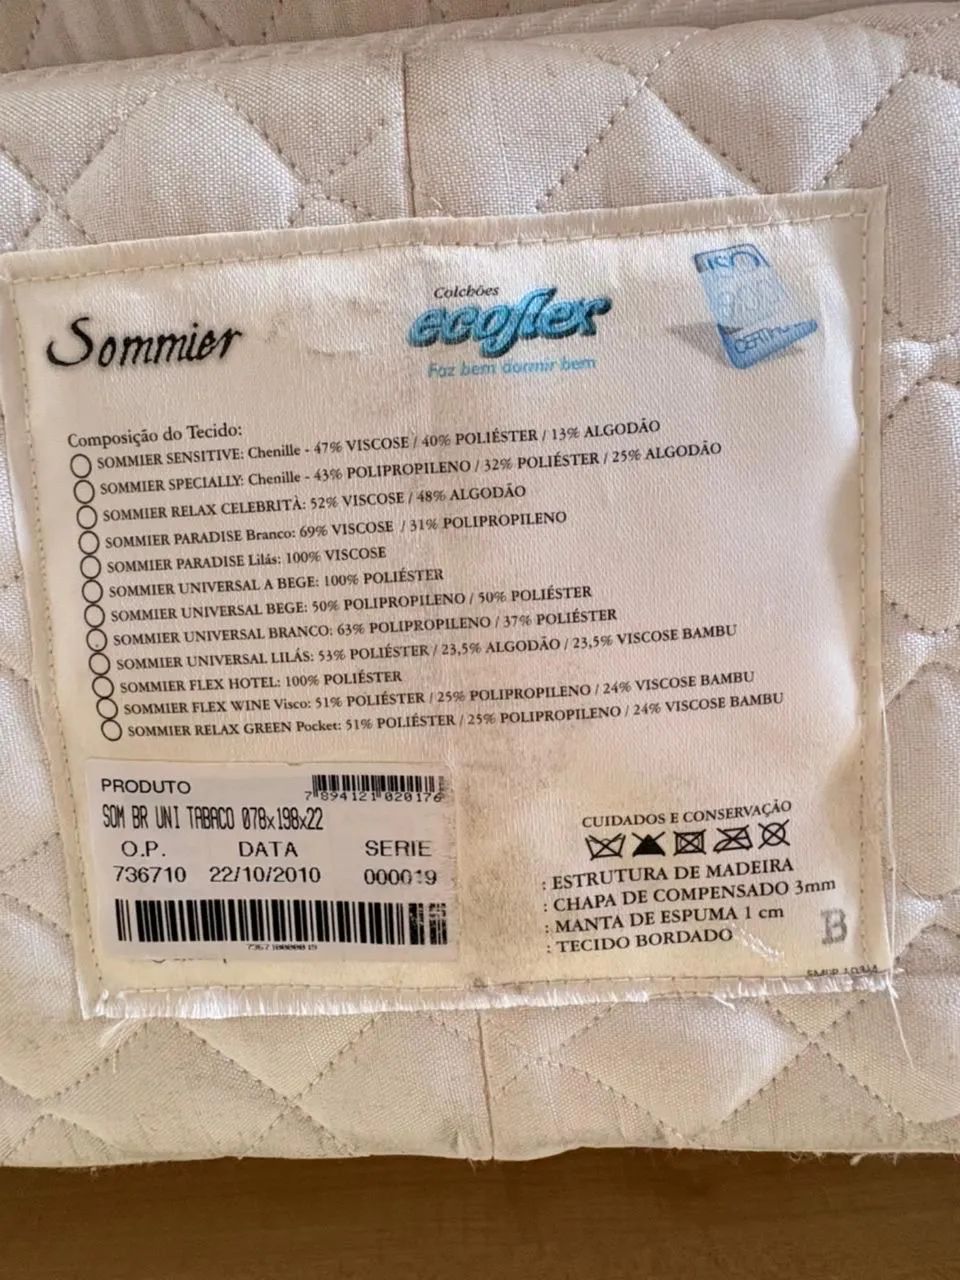 Sommier
Colchões
ecoflex
Faz bem dormir bem
ISO
CERTI
Composição do Tecido:
SOMMIER SENSITIVE: Chenille - 47% VISCOSE / 40% POLIÉSTER / 13% ALGODÃO
SOMMIER SPECIALLY: Chenille - 43% POLIPROPILENO / 32% POLIÉSTER / 25% ALGODÃO
SOMMIER RELAX CELEBRITÀ: 52% VISCOSE / 48% ALGODÃO
SOMMIER PARADISE Branco: 69% VISCOSE / 31% POLIPROPILENO
SOMMIER PARADISE Lilás: 100% VISCOSE
SOMMIER UNIVERSAL A BEGE: 100% POLIÉSTER
SOMMIER UNIVERSAL BEGE: 50% POLIPROPILENO / 50% POLIÉSTER
SOMMIER UNIVERSAL BRANCO: 63% POLIPROPILENO / 37% POLIÉSTER
SOMMIER UNIVERSAL LILÁS: 53% POLIÉSTER / 23,5% ALGODÃO / 23,5% VISCOSE BAMBU
SOMMIER FLEX HOTEL: 100% POLIÉSTER
SOMMIER FLEX WINE Visco: 51% POLIÉSTER / 25% POLIPROPILENO / 24% VISCOSE BAMBU
SOMMIER RELAX GREEN Pocket: 51% POLIÉSTER / 25% POLIPROPILENO / 24% VISCOSE BAMBU
PRODUTO
7 894121 020176
SOM BR UNI TABACO 078x198x22
O.P. DATA SERIE
736710 22/10/2010 000019
CUIDADOS E CONSERVAÇÃO
: ESTRUTURA DE MADEIRA
: CHAPA DE COMPENSADO 3mm
: MANTA DE ESPUMA 1 cm
: TECIDO BORDADO
B